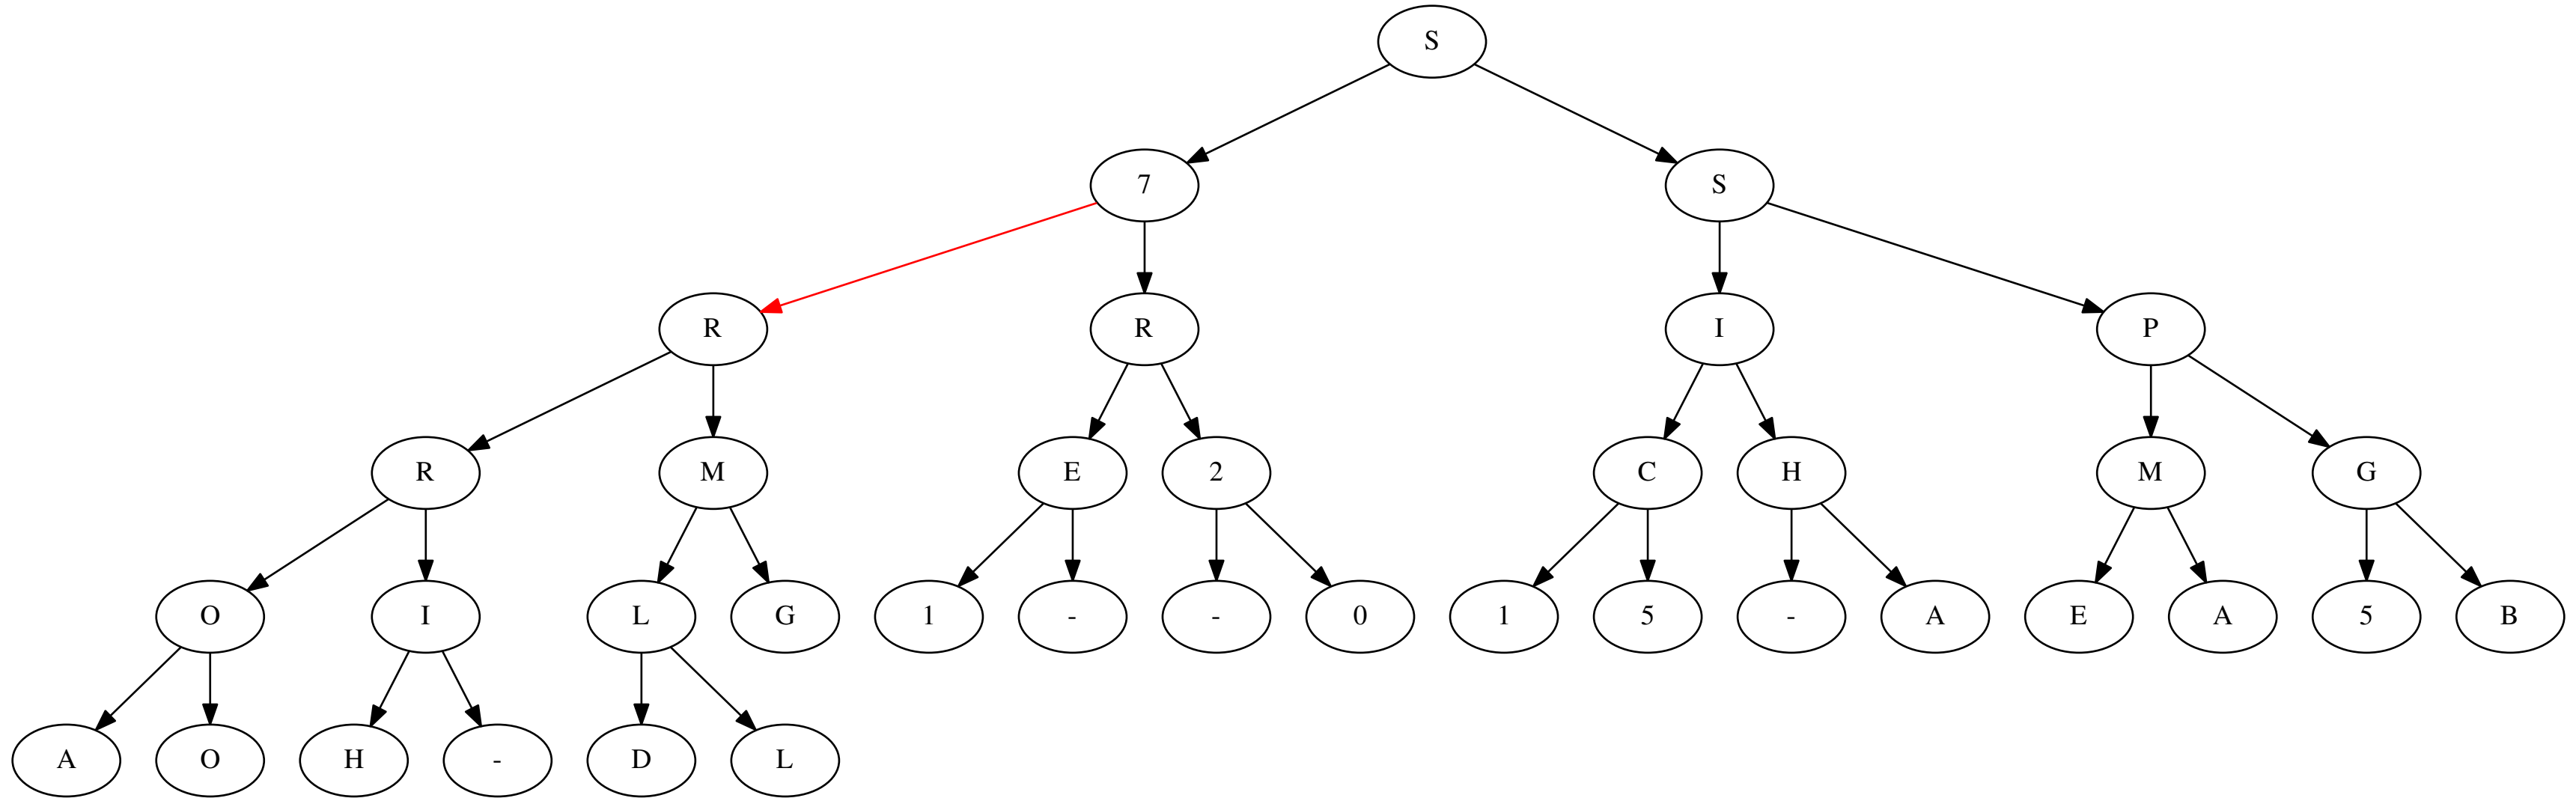 S
7 S
R R I P
R M E 2 C H M G
O I L G 1 - - 0 1 5 - A E A 5 B
A O H - D L